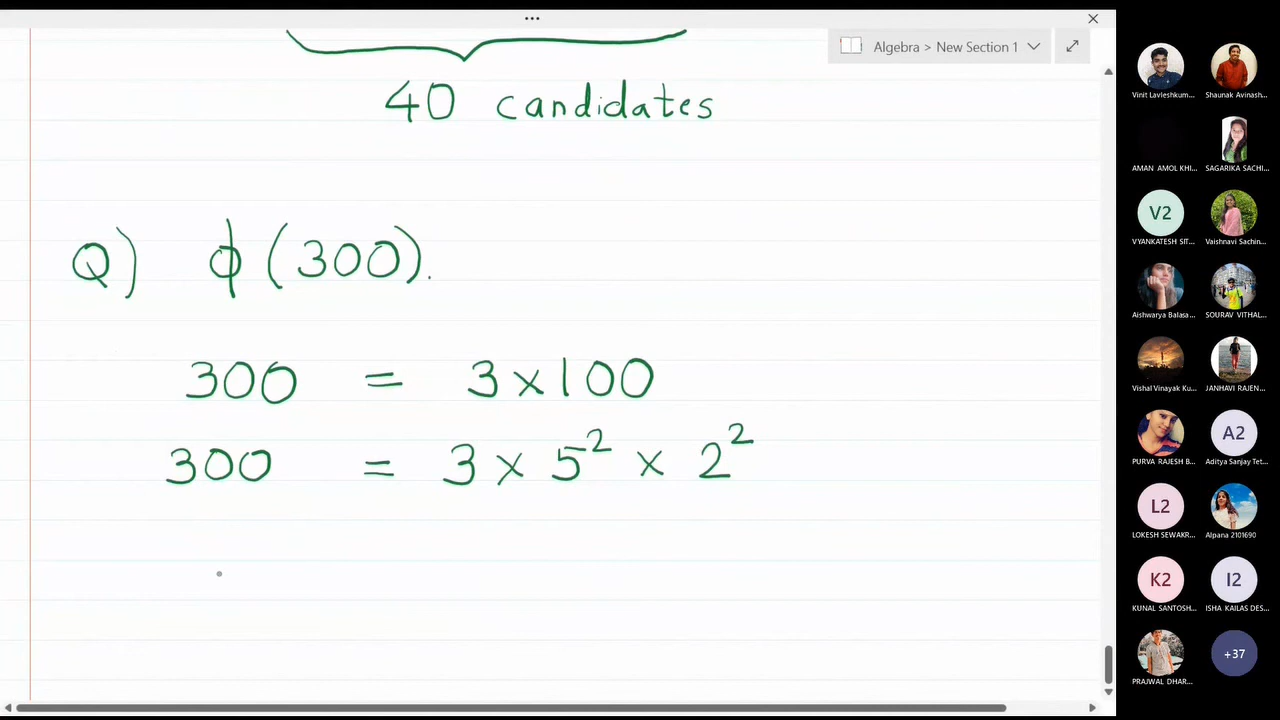 Algebra > New Section 1
40 candidates
Q) ϕ(300).
300 = 3 × 100
300 = 3 × 5² × 2²
Vinit Lavleshkum... Shaunak Avinash...
AMAN AMOL KHI... SAGARIKA SACHI...
V2
VYANKATESH SIT... Vaishnavi Sachin...
Aishwarya Balasa... SOURAV VITHAL...
Vishal Vinayak Ku... JANHAVI RAJEN...
A2
PURVA RAJESH B... Aditya Sanjay Tet...
L2
LOKESH SEWAKR... Alpana 2101690
K2 I2
KUNAL SANTOSH... ISHA KAILAS DES...
+37
PRAJWAL DHAR...